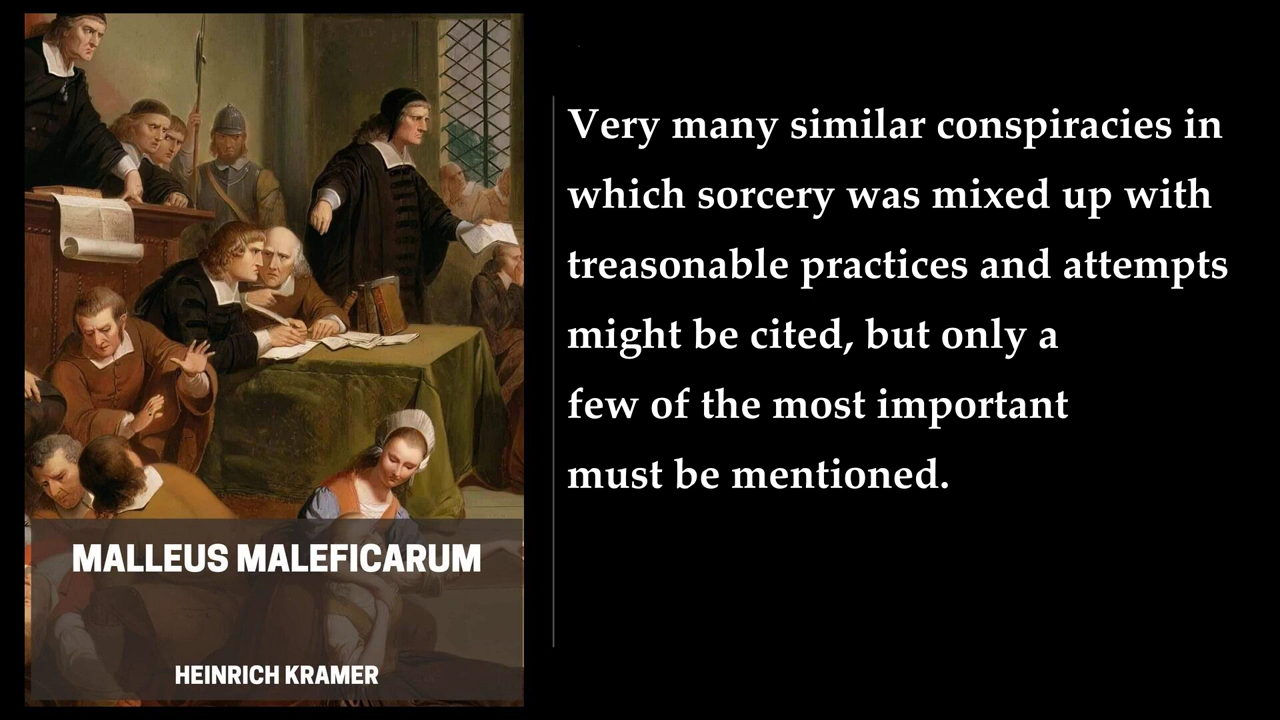 MALLEUS MALEFICARUM
HEINRICH KRAMER
Very many similar conspiracies in
which sorcery was mixed up with
treasonable practices and attempts
might be cited, but only a
few of the most important
must be mentioned.